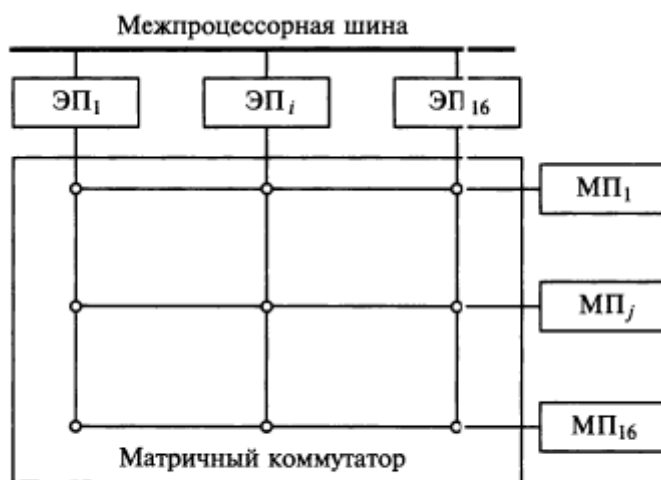 Межпроцессорная шина
ЭП1 ЭПi ЭП16
МП1
МПj
МП16
Матричный коммутатор